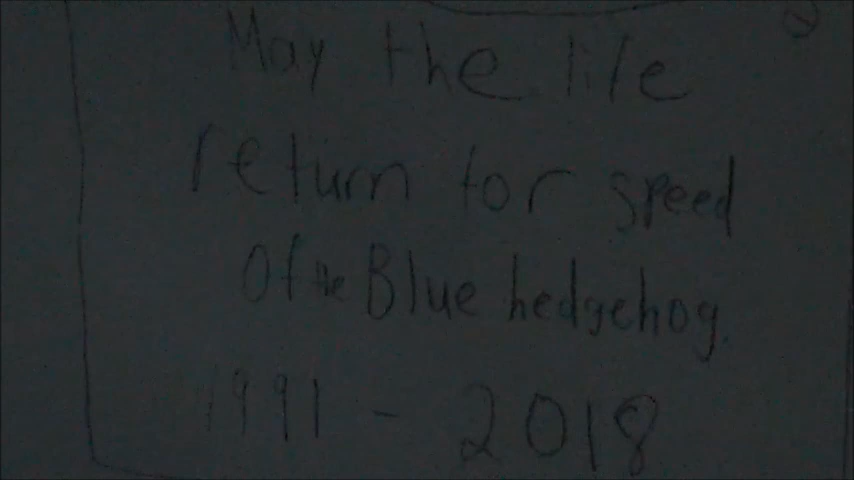 May the life
return for speed
Of the Blue hedgehog.
1991 - 2018